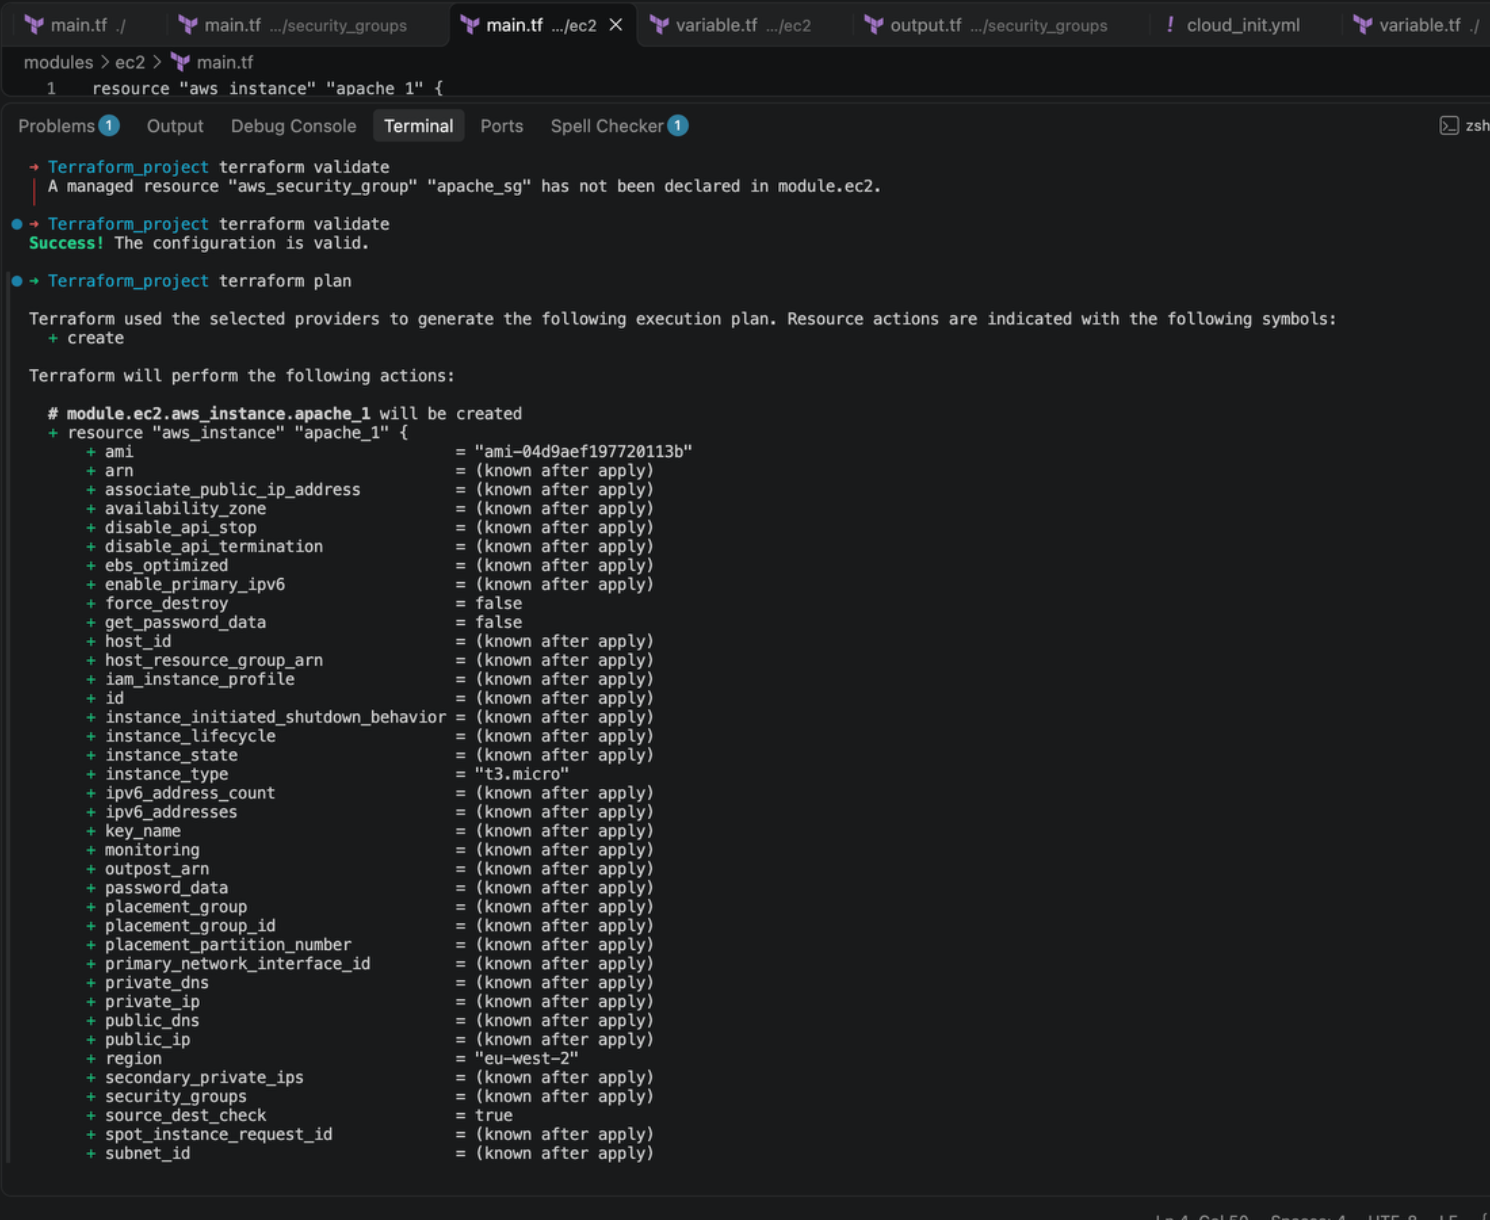 main.tf ./ main.tf .../security_groups main.tf .../ec2 variable.tf .../ec2 output.tf .../security_groups ! cloud_init.yml variable.tf ./
modules > ec2 > main.tf
1 resource "aws_instance" "apache_1" {
Problems 1 Output Debug Console Terminal Ports Spell Checker 1 zsh
→ Terraform_project terraform validate
A managed resource "aws_security_group" "apache_sg" has not been declared in module.ec2.
→ Terraform_project terraform validate
Success! The configuration is valid.
→ Terraform_project terraform plan
Terraform used the selected providers to generate the following execution plan. Resource actions are indicated with the following symbols:
+ create
Terraform will perform the following actions:
# module.ec2.aws_instance.apache_1 will be created
+ resource "aws_instance" "apache_1" {
+ ami = "ami-04d9aef197720113b"
+ arn = (known after apply)
+ associate_public_ip_address = (known after apply)
+ availability_zone = (known after apply)
+ disable_api_stop = (known after apply)
+ disable_api_termination = (known after apply)
+ ebs_optimized = (known after apply)
+ enable_primary_ipv6 = (known after apply)
+ force_destroy = false
+ get_password_data = false
+ host_id = (known after apply)
+ host_resource_group_arn = (known after apply)
+ iam_instance_profile = (known after apply)
+ id = (known after apply)
+ instance_initiated_shutdown_behavior = (known after apply)
+ instance_lifecycle = (known after apply)
+ instance_state = (known after apply)
+ instance_type = "t3.micro"
+ ipv6_address_count = (known after apply)
+ ipv6_addresses = (known after apply)
+ key_name = (known after apply)
+ monitoring = (known after apply)
+ outpost_arn = (known after apply)
+ password_data = (known after apply)
+ placement_group = (known after apply)
+ placement_group_id = (known after apply)
+ placement_partition_number = (known after apply)
+ primary_network_interface_id = (known after apply)
+ private_dns = (known after apply)
+ private_ip = (known after apply)
+ public_dns = (known after apply)
+ public_ip = (known after apply)
+ region = "eu-west-2"
+ secondary_private_ips = (known after apply)
+ security_groups = (known after apply)
+ source_dest_check = true
+ spot_instance_request_id = (known after apply)
+ subnet_id = (known after apply)